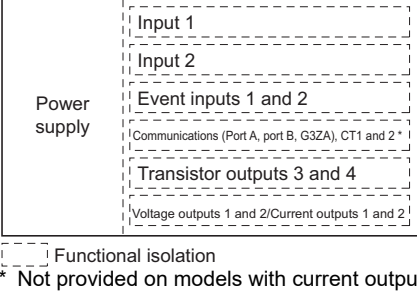 Input 1
Input 2
Event inputs 1 and 2
Power
supply
Communications (Port A, port B, G3ZA), CT1 and 2 *
Transistor outputs 3 and 4
Voltage outputs 1 and 2/Current outputs 1 and 2
Functional isolation
* Not provided on models with current outpu